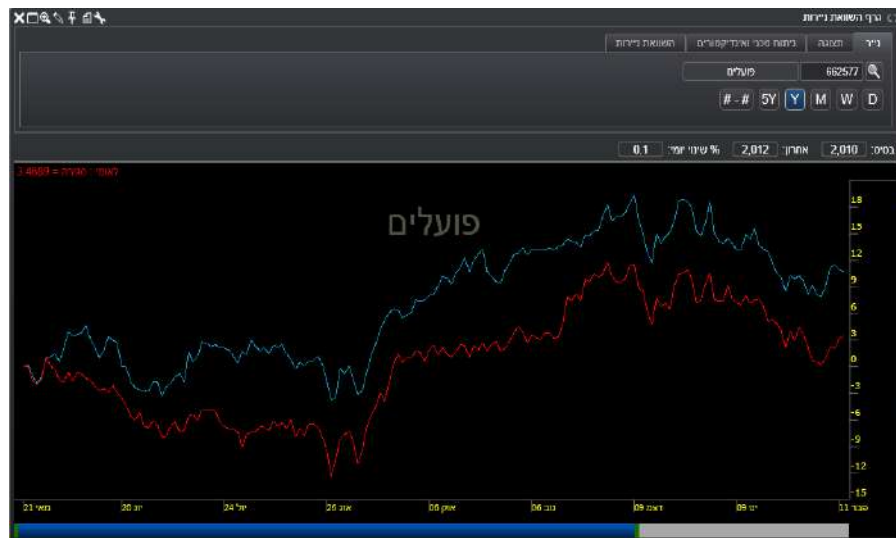 גרף השוואת ניירות
נייר
תצוגה
ניתוח טכני ואינדיקטורים
השוואת ניירות
662577
פועלים
D
W
M
Y
5Y
# - #
בסיס: 2,010
אחרון: 2,012
% שינוי יומי: 0.1
פועלים
18
15
12
9
6
3
0
-3
-6
-9
-12
-15
מאי 21
יונ 20
יול 24
אוג 26
נוב 06
דצמ 09
ינו 09
פבר 11